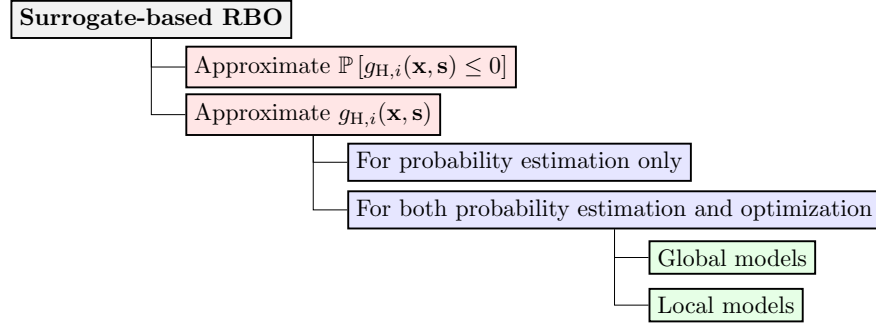 Surrogate-based RBO
Approximate ℙ [g_{H,i}(𝐱, 𝐬) ≤ 0]
Approximate g_{H,i}(𝐱, 𝐬)
For probability estimation only
For both probability estimation and optimization
Global models
Local models